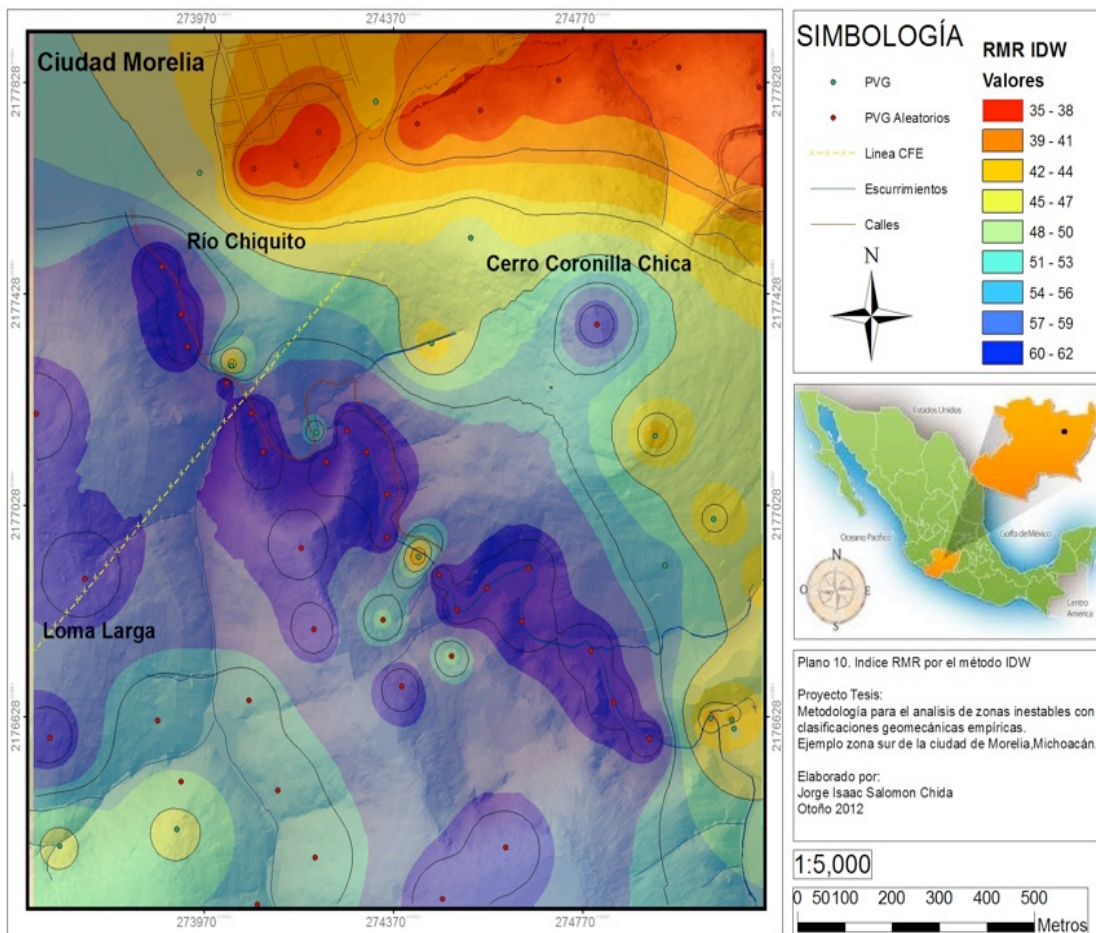 273970
274370
274770
Ciudad Morelia
2177828
2177428
2177028
2176628
2177828
2177428
2177028
2176628
Río Chiquito
Cerro Coronilla Chica
Loma Larga
273970
274370
274770
SIMBOLOGÍA
PVG
PVG Aleatorios
Linea CFE
Escurrimientos
Calles
N
RMR IDW
Valores
35 - 38
39 - 41
42 - 44
45 - 47
48 - 50
51 - 53
54 - 56
57 - 59
60 - 62
Estados Unidos
Golfo de México
Oceano Pacifico
Centro
América
N
O
E
S
Plano 10. Indice RMR por el método IDW
Proyecto Tesis:
Metodología para el analisis de zonas inestables con
clasificaciones geomecánicas empíricas.
Ejemplo zona sur de la ciudad de Morelia,Michoacán.
Elaborado por:
Jorge Isaac Salomon Chida
Otoño 2012
1:5,000
0 50100 200 300 400 500
Metros